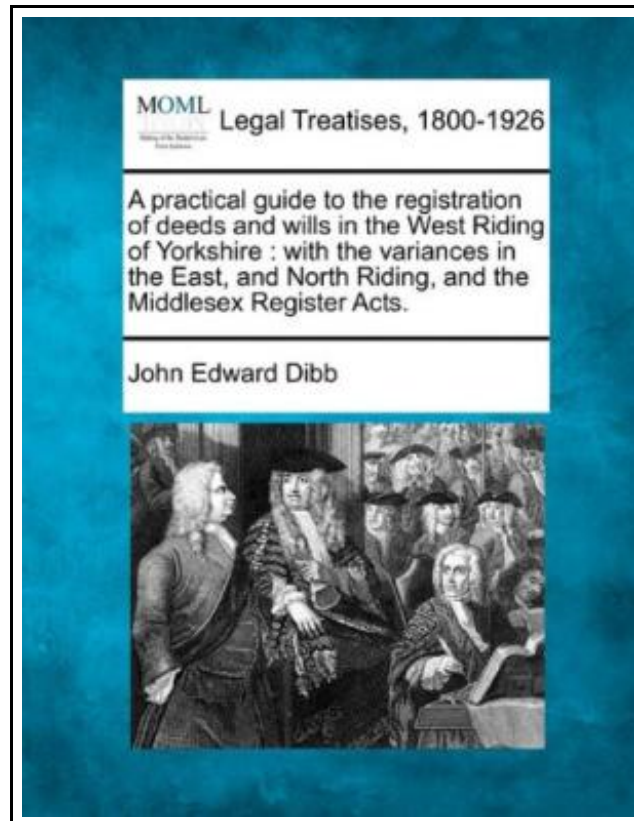 MOML
Legal Treatises, 1800-1926
A practical guide to the registration
of deeds and wills in the West Riding
of Yorkshire : with the variances in
the East, and North Riding, and the
Middlesex Register Acts.
John Edward Dibb